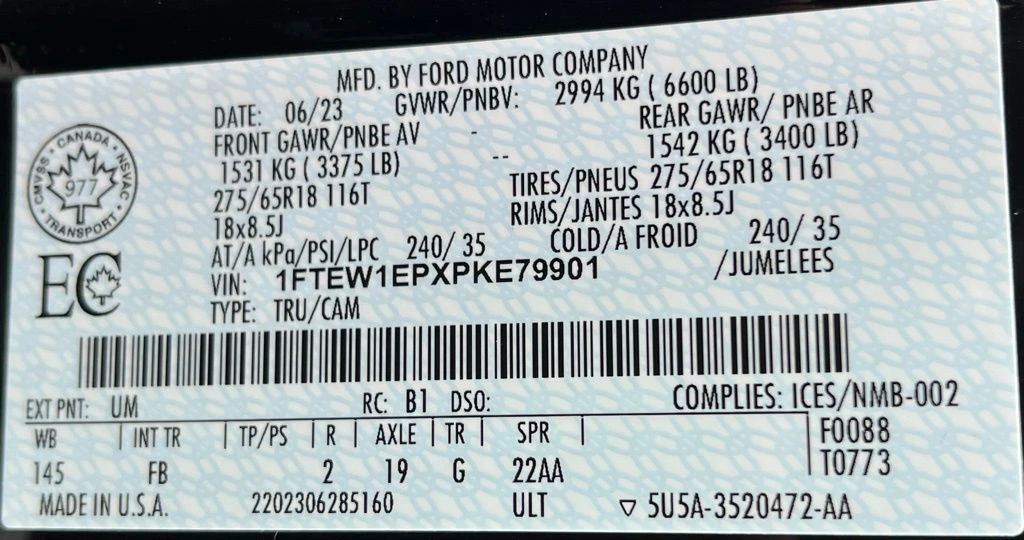 MFD. BY FORD MOTOR COMPANY
DATE: 06/23 GVWR/PNBV: 2994 KG ( 6600 LB)
FRONT GAWR/PNBE AV - REAR GAWR/ PNBE AR
1531 KG ( 3375 LB) -- 1542 KG ( 3400 LB)
275/65R18 116T TIRES/PNEUS 275/65R18 116T
18x8.5J RIMS/JANTES 18x8.5J
AT/A kPa/PSI/LPC 240/ 35 COLD/A FROID 240/ 35
VIN: 1FTEW1EPXPKE79901 /JUMELEES
TYPE: TRU/CAM
CANADA
CMVSS NSVAC
977
TRANSPORT
EC
EXT PNT: UM RC: B1 DSO: COMPLIES: ICES/NMB-002
WB | INT TR | TP/PS | R | AXLE | TR | SPR | F0088
145 FB 2 19 G 22AA T0773
MADE IN U.S.A. 2202306285160 ULT ▽ 5U5A-3520472-AA